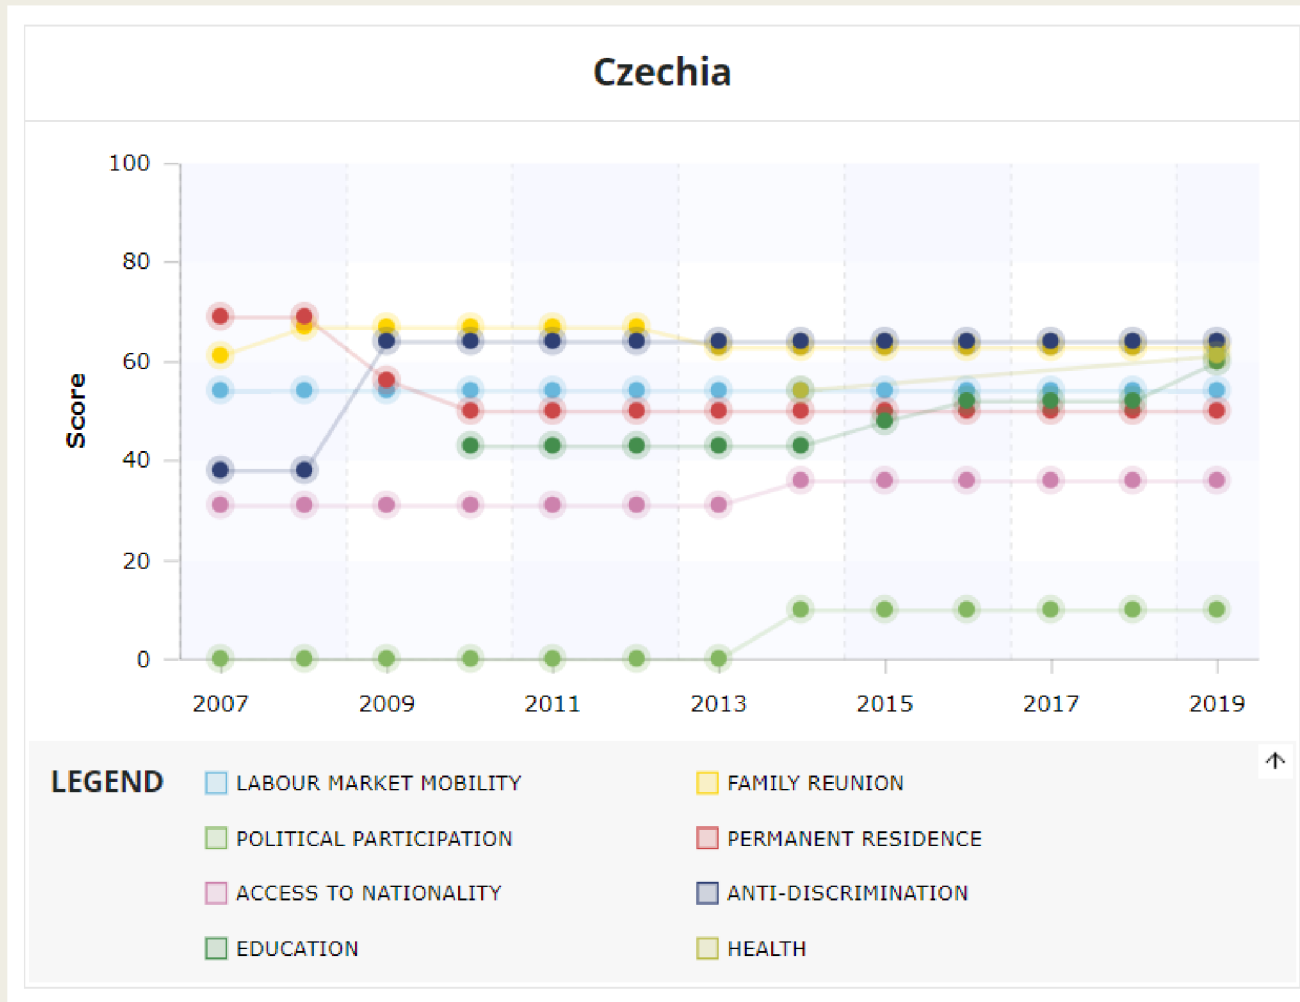 Czechia
100
80
60
40
20
0
Score
2007 2009 2011 2013 2015 2017 2019
LEGEND
LABOUR MARKET MOBILITY FAMILY REUNION
POLITICAL PARTICIPATION PERMANENT RESIDENCE
ACCESS TO NATIONALITY ANTI-DISCRIMINATION
EDUCATION HEALTH